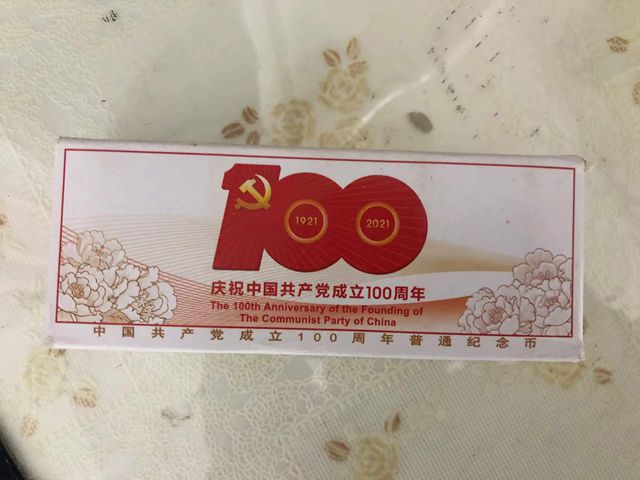 100
1921
2021
庆祝中国共产党成立100周年
The 100th Anniversary of the Founding of
The Communist Party of China
中国共产党成立100周年普通纪念币